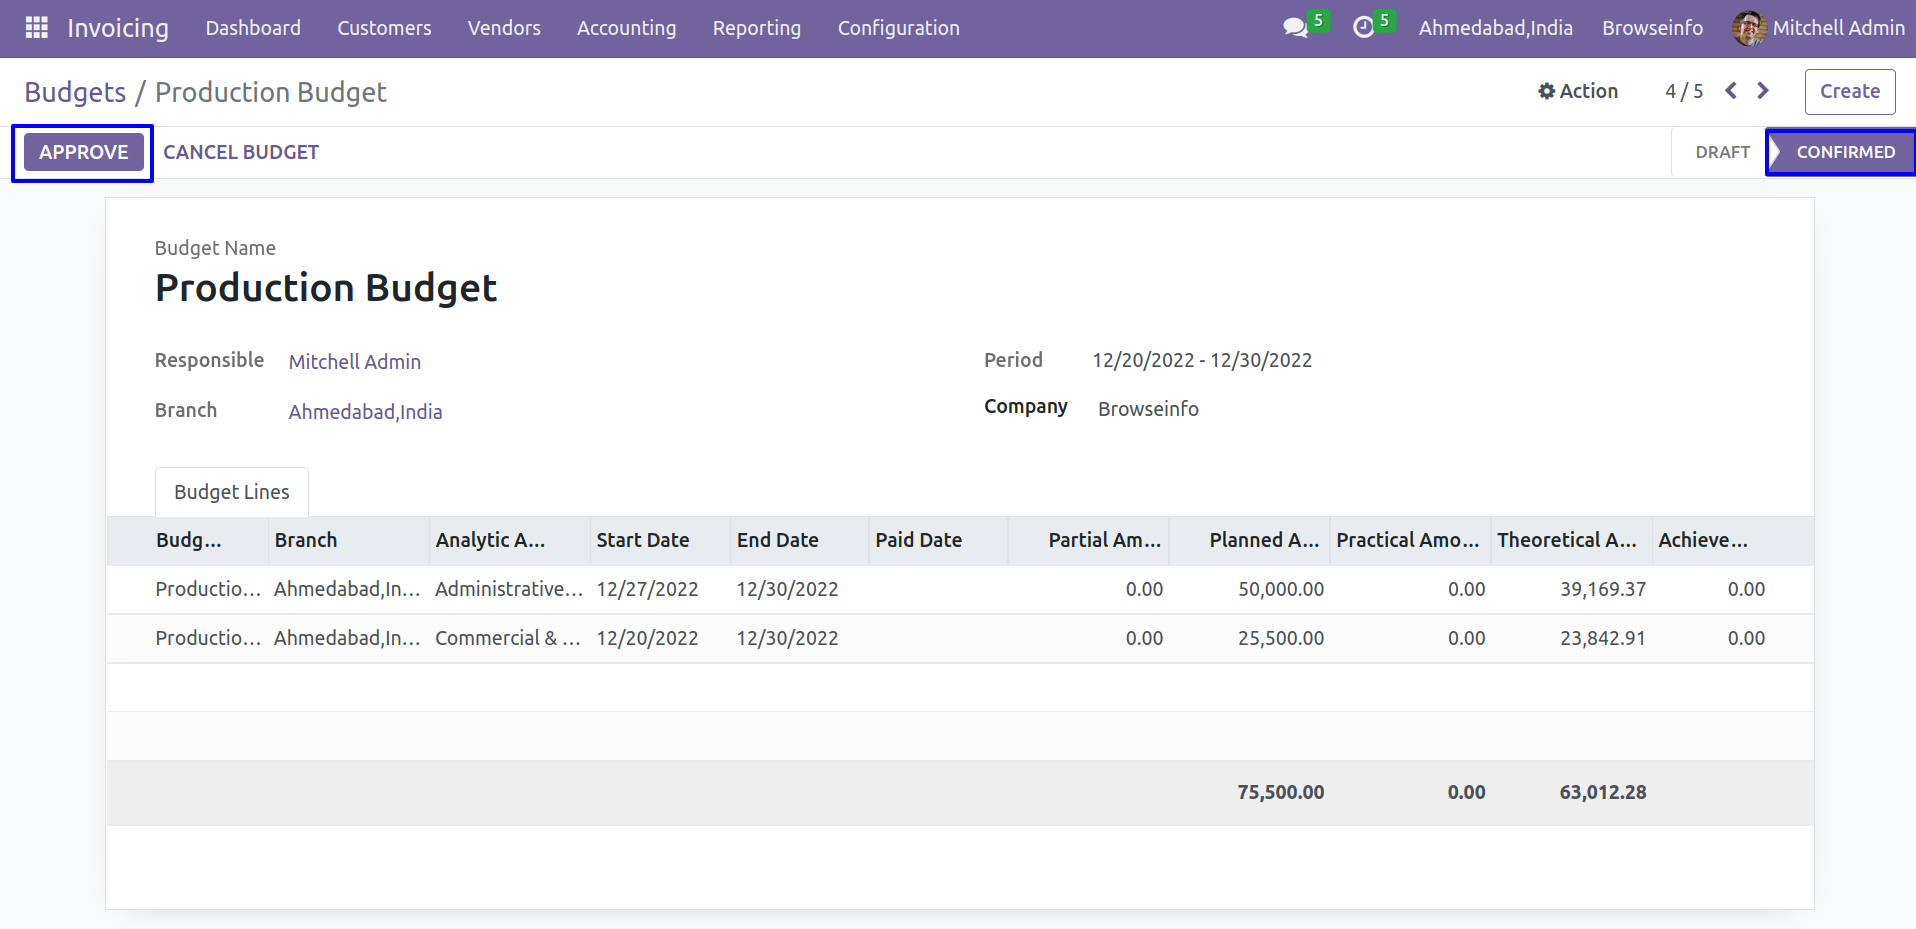 Invoicing Dashboard Customers Vendors Accounting Reporting Configuration 5 5 Ahmedabad,India Browseinfo Mitchell Admin
Budgets / Production Budget Action 4 / 5 Create
APPROVE CANCEL BUDGET DRAFT CONFIRMED
Budget Name
Production Budget
Responsible Mitchell Admin Period 12/20/2022 - 12/30/2022
Branch Ahmedabad,India Company Browseinfo
Budget Lines
Budg... Branch Analytic A... Start Date End Date Paid Date Partial Am... Planned A... Practical Amo... Theoretical A... Achieve...
Productio... Ahmedabad,In... Administrative... 12/27/2022 12/30/2022 0.00 50,000.00 0.00 39,169.37 0.00
Productio... Ahmedabad,In... Commercial & ... 12/20/2022 12/30/2022 0.00 25,500.00 0.00 23,842.91 0.00
75,500.00 0.00 63,012.28